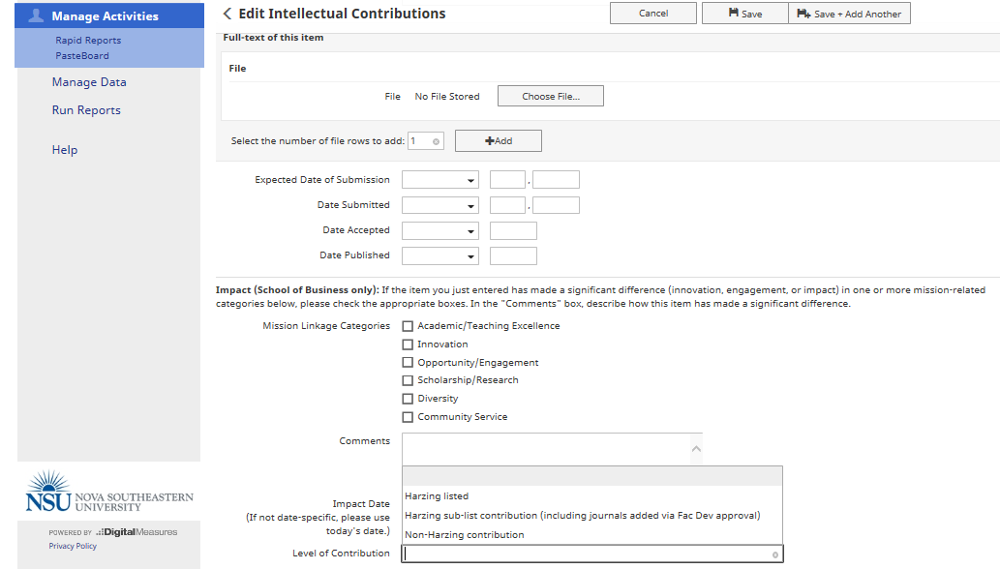 Manage Activities
Rapid Reports
PasteBoard
Manage Data
Run Reports
Help
NSU NOVA SOUTHEASTERN
UNIVERSITY
POWERED BY DigitalMeasures
Privacy Policy
Edit Intellectual Contributions
Cancel
Save
Save + Add Another
Full-text of this item
File
File No File Stored Choose File...
Select the number of file rows to add: 1 +Add
Expected Date of Submission ,
Date Submitted ,
Date Accepted
Date Published
Impact (School of Business only): If the item you just entered has made a significant difference (innovation, engagement, or impact) in one or more mission-related
categories below, please check the appropriate boxes. In the "Comments" box, describe how this item has made a significant difference.
Mission Linkage Categories Academic/Teaching Excellence
Innovation
Opportunity/Engagement
Scholarship/Research
Diversity
Community Service
Comments
Impact Date
(If not date-specific, please use
today's date.)
Harzing listed
Harzing sub-list contribution (including journals added via Fac Dev approval)
Non-Harzing contribution
Level of Contribution